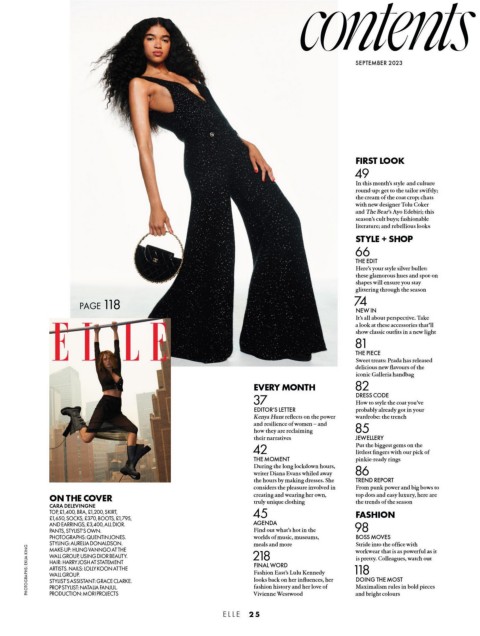 contents
SEPTEMBER 2023
FIRST LOOK
49
In this month's style and culture
round-up: get to the tailor swiftly;
the cream of the coat crop; chats
with new designer Tolu Coker
and The Bear's Ayo Edebiri; this
season's cult buys; fashionable
literature; and rebellious looks
STYLE + SHOP
66
THE EDIT
Here's your style silver bullet:
these glamorous hues and spot-on
shapes will ensure you stay
glittering through the season
74
NEW IN
It's all about perspective. Take
a look at these accessories that'll
show classic outfits in a new light
81
THE PIECE
Sweet treats: Prada has released
delicious new flavours of the
iconic Galleria handbag
82
DRESS CODE
How to style the coat you've
probably already got in your
wardrobe: the trench
85
JEWELLERY
Put the biggest gems on the
littlest fingers with our pick of
pinkie-ready rings
86
TREND REPORT
From punk power and big bows to
top dots and easy luxury, here are
the trends of the season
FASHION
98
BOSS MOVES
Stride into the office with
workwear that is as powerful as it
is pretty. Colleagues, watch out
118
DOING THE MOST
Maximalism rules in bold pieces
and bright colours
PAGE 118
ELLE
EVERY MONTH
37
EDITOR'S LETTER
Kenya Hunt reflects on the power
and resilience of women – and
how they are reclaiming
their narratives
42
THE MOMENT
During the long lockdown hours,
writer Diana Evans whiled away
the hours by making dresses. She
considers the pleasure involved in
creating and wearing her own,
truly unique clothing
45
AGENDA
Find out what's hot in the
worlds of music, museums,
meals and more
218
FINAL WORD
Fashion East's Lulu Kennedy
looks back on her influences, her
fashion history and her love of
Vivienne Westwood
ON THE COVER
CARA DELEVINGNE
TOP, £1,400, BRA, £1,200, SKIRT,
£1,650, SOCKS, £370, BOOTS, £1,795,
AND EARRINGS, £3,400, ALL DIOR.
PANTS, STYLIST'S OWN.
PHOTOGRAPHS: QUENTIN JONES.
STYLING: AURELIA DONALDSON.
MAKE-UP: HUNG VANNGO AT THE
WALL GROUP, USING DIOR BEAUTY.
HAIR: HARRY JOSH AT STATEMENT
ARTISTS. NAILS: LOLLY KOON AT THE
WALL GROUP.
STYLIST'S ASSISTANT: GRACE CLARKE.
PROP STYLIST: NATALIA FANJUL.
PRODUCTION: MORI PROJECTS
ELLE 25